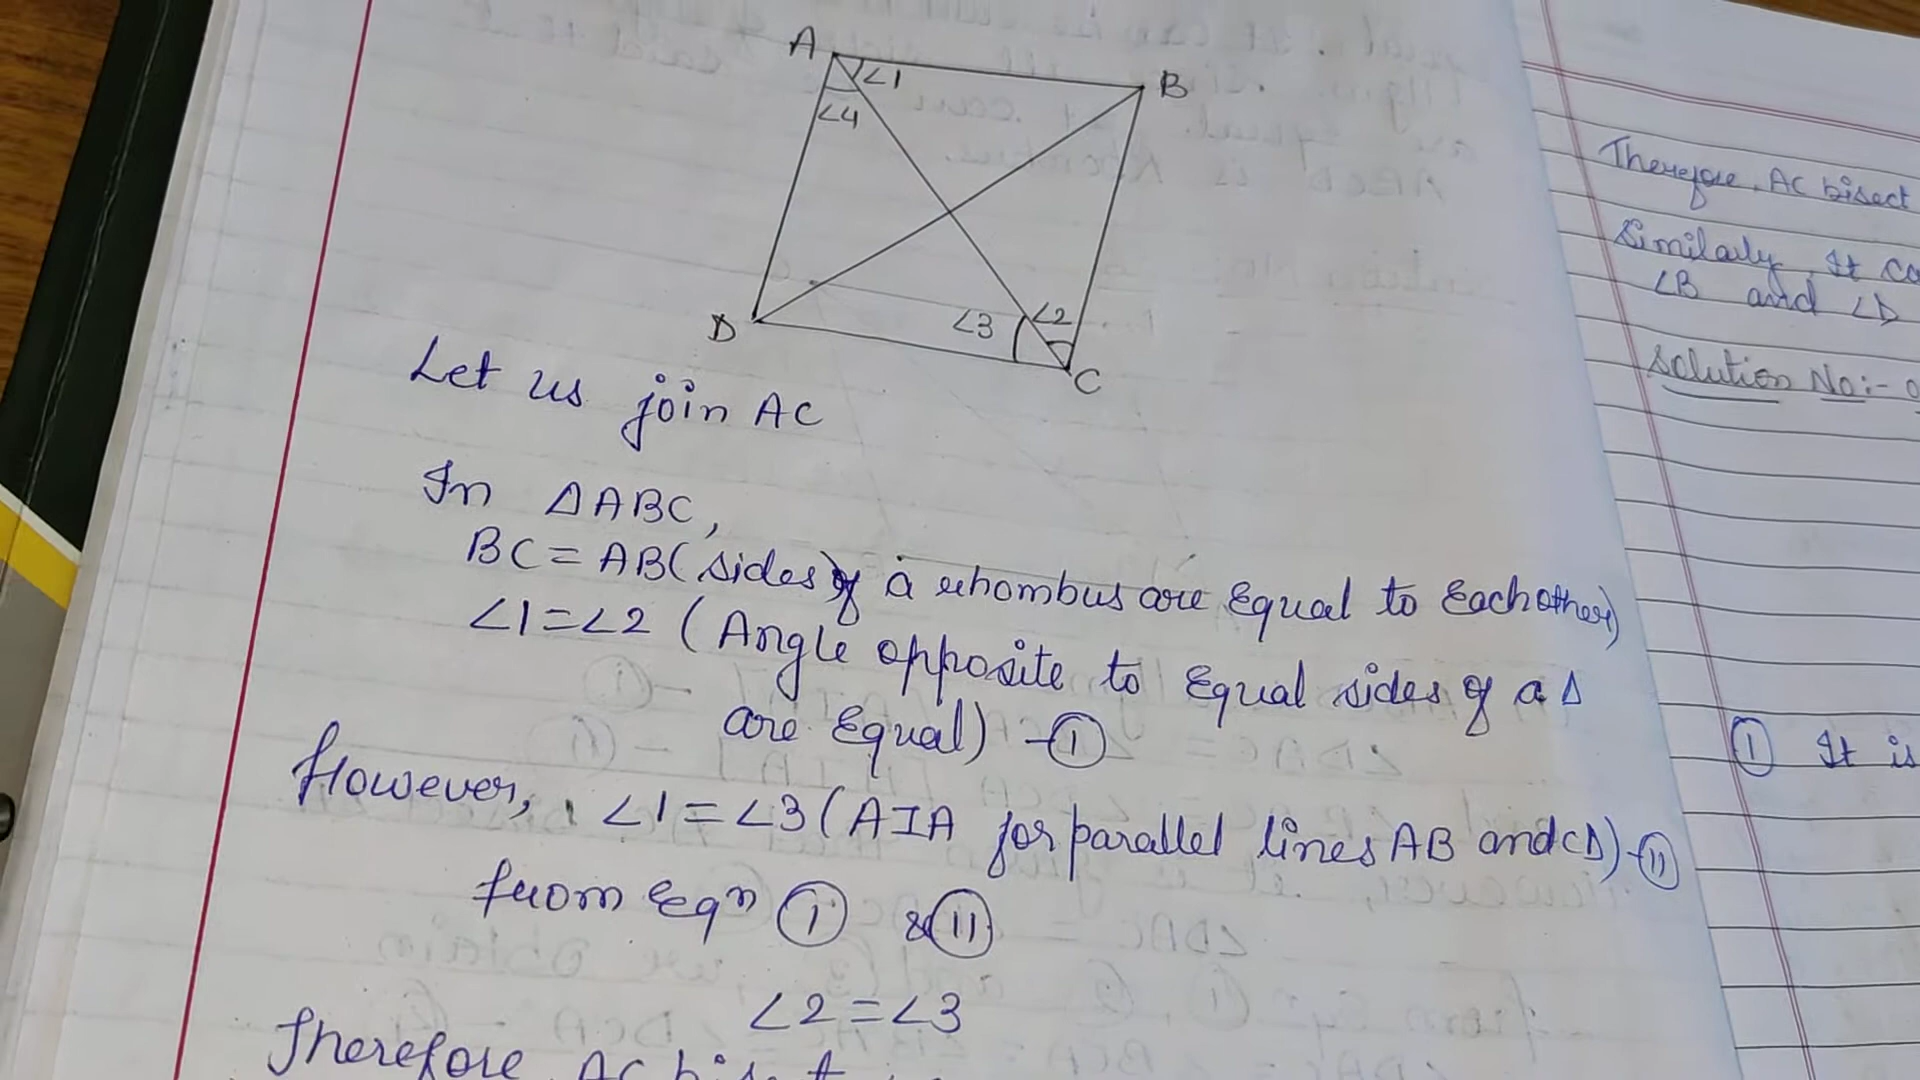 A
∠1
B
∠4
∠3
∠2
D
C
Let us join AC
In ΔABC,
BC = AB (sides of a rhombus are equal to each other)
∠1 = ∠2 (Angle opposite to equal sides of a Δ
are equal) - (I)
However, ∠1 = ∠3 (AIA for parallel lines AB and CD) - (II)
from Eqn (I) & (II)
∠2 = ∠3
Therefore AC
Therefore, AC bisect
Similarly, It
∠B and ∠D
Solution No:-
(I) It is